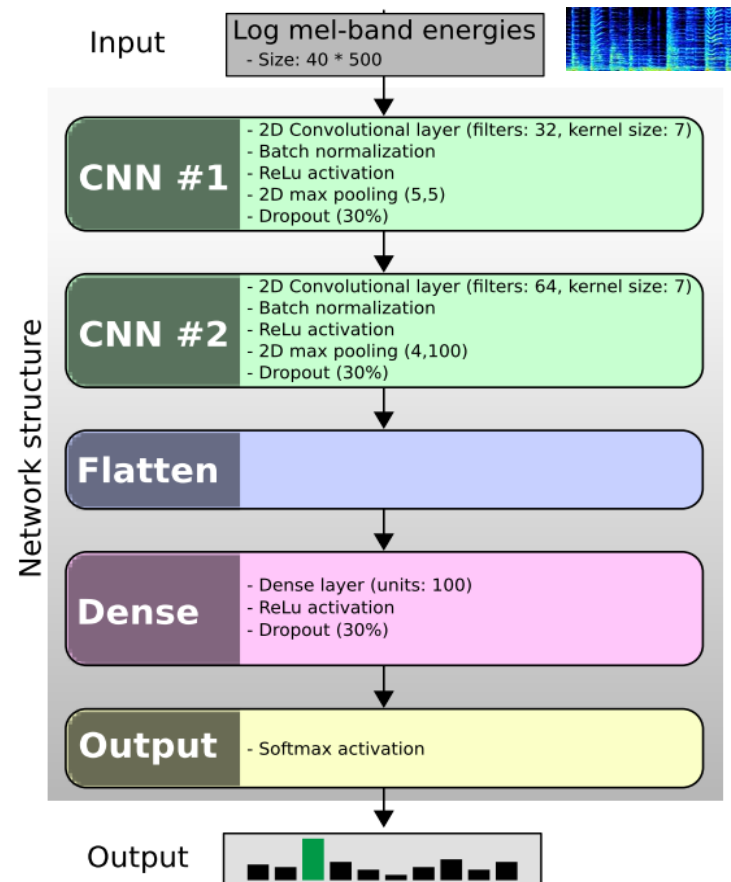 Input
Log mel-band energies
- Size: 40 * 500
Network structure
CNN #1
- 2D Convolutional layer (filters: 32, kernel size: 7)
- Batch normalization
- ReLu activation
- 2D max pooling (5,5)
- Dropout (30%)
CNN #2
- 2D Convolutional layer (filters: 64, kernel size: 7)
- Batch normalization
- ReLu activation
- 2D max pooling (4,100)
- Dropout (30%)
Flatten
Dense
- Dense layer (units: 100)
- ReLu activation
- Dropout (30%)
Output
- Softmax activation
Output